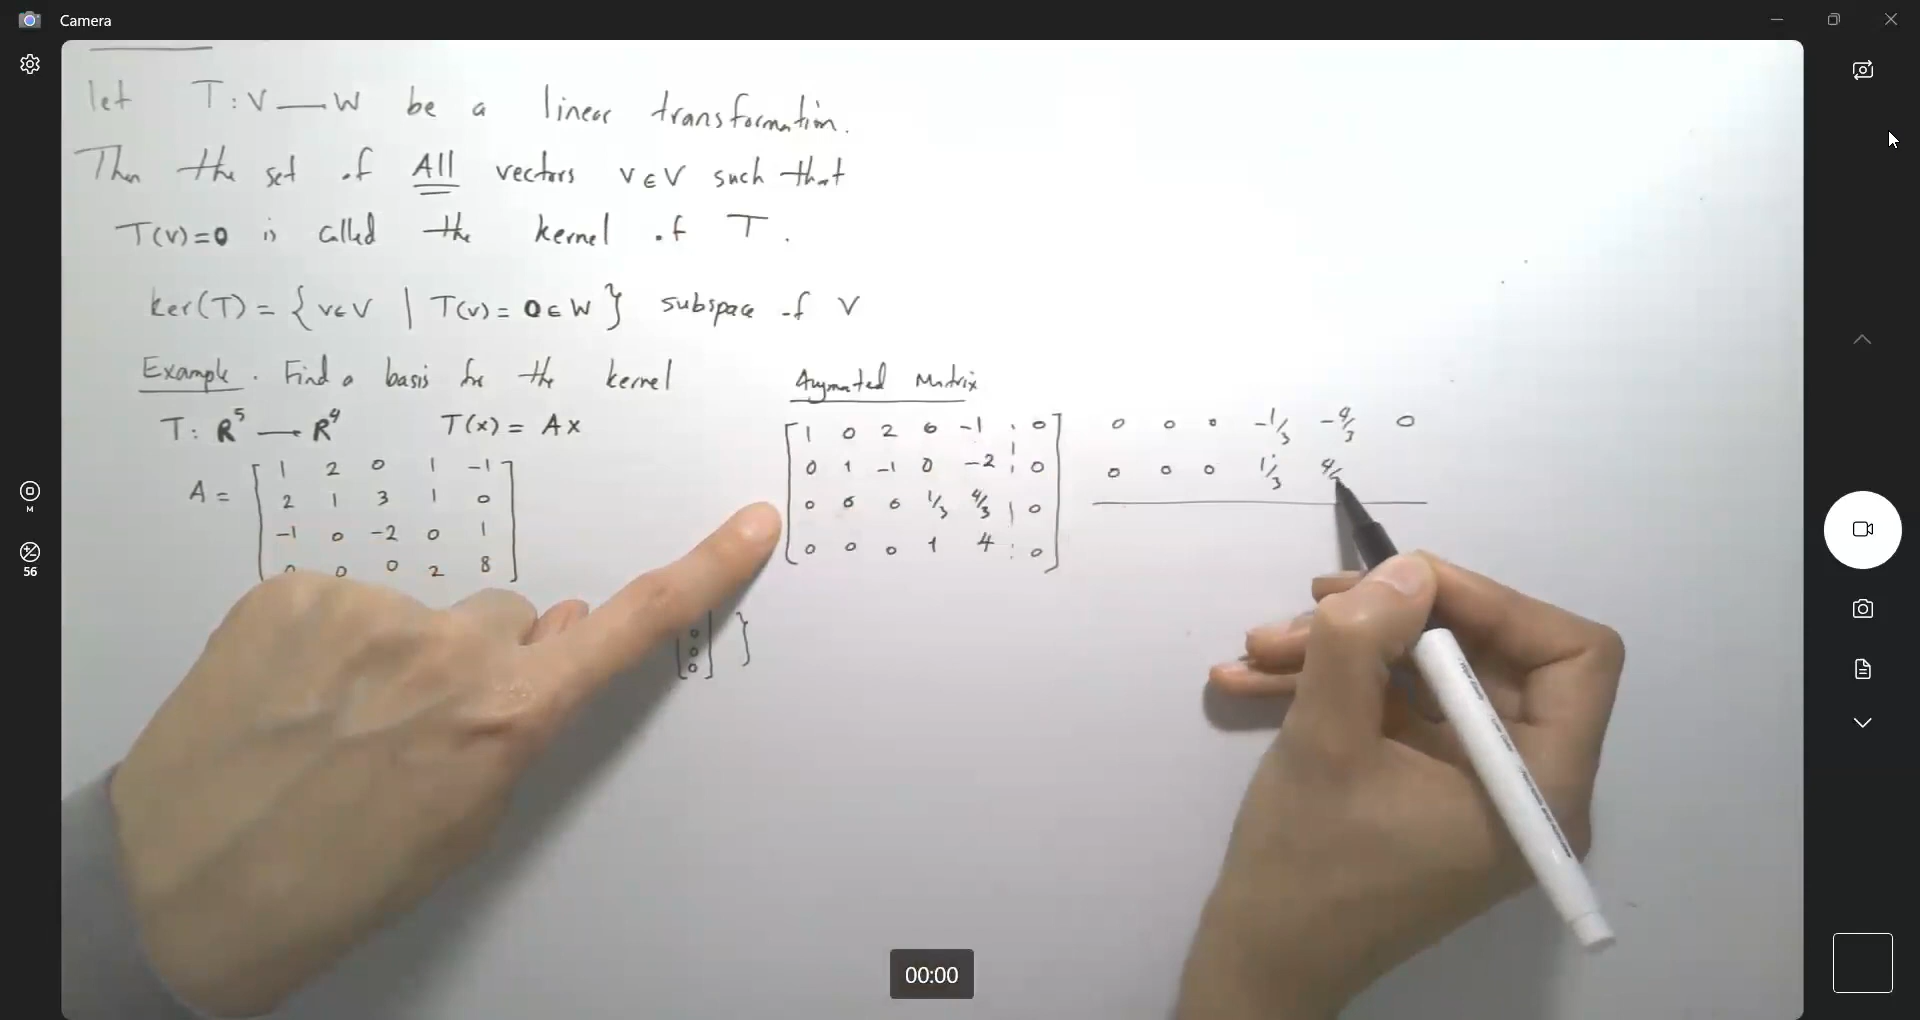 Camera
let T : V — W be a linear transformation.
Then the set of All vectors v ∈ V such that
T(v) = 0 is called the kernel of T.
ker(T) = { v ∈ V | T(v) = 0 ∈ W } subspace of V
Example. Find a basis for the kernel
T : R⁵ — R⁴ T(x) = Ax
A = [ 1 2 0 1 -1
2 1 3 1 0
-1 0 -2 0 1
0 0 0 2 8 ]
0
0
0 ] }
Augmented Matrix
[ 1 0 2 0 -1 | 0
0 1 -1 0 -2 | 0
0 0 0 1/3 4/3 | 0
0 0 0 1 4 | 0 ]
0 0 0 -1/3 -4/3 0
0 0 0 1/3 4/3
M
56
00:00